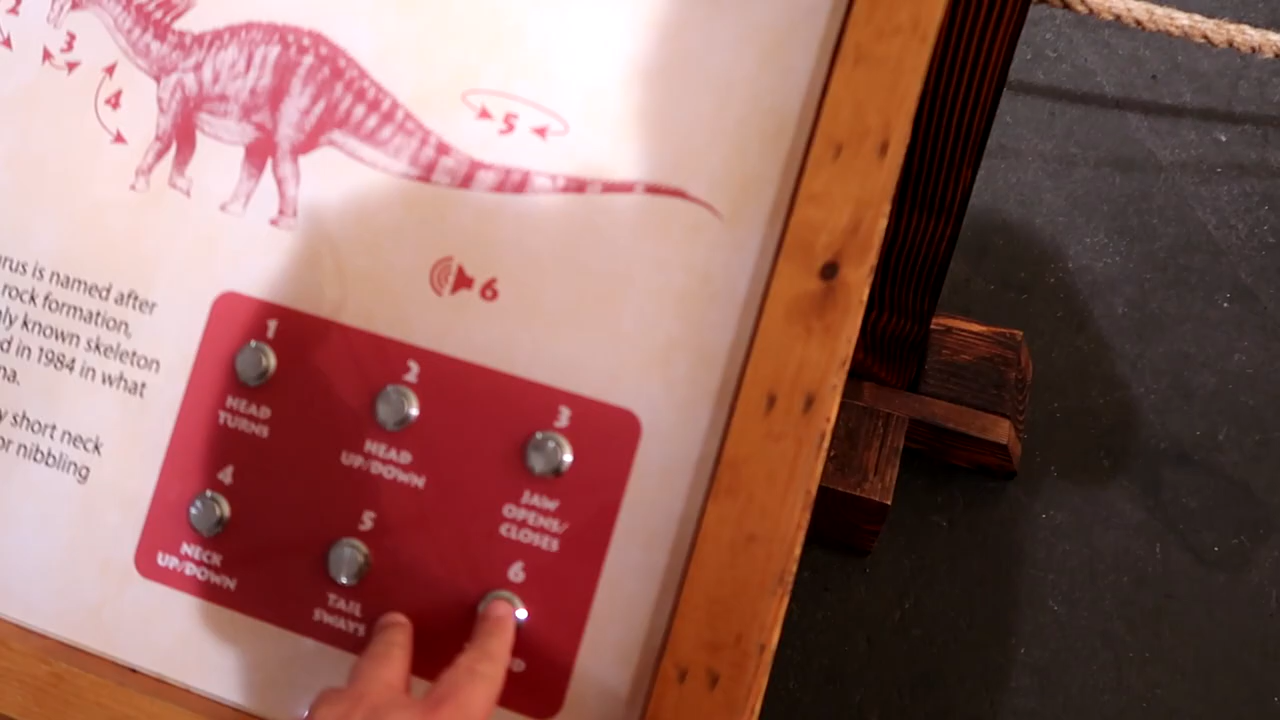 2
3
4
5
rus is named after
rock formation,
ly known skeleton
d in 1984 in what
na.
y short neck
or nibbling
6
1
HEAD
TURNS
2
HEAD
UP/DOWN
3
JAW
OPENS/
CLOSES
4
NECK
UP/DOWN
5
TAIL
SWAYS
6
D